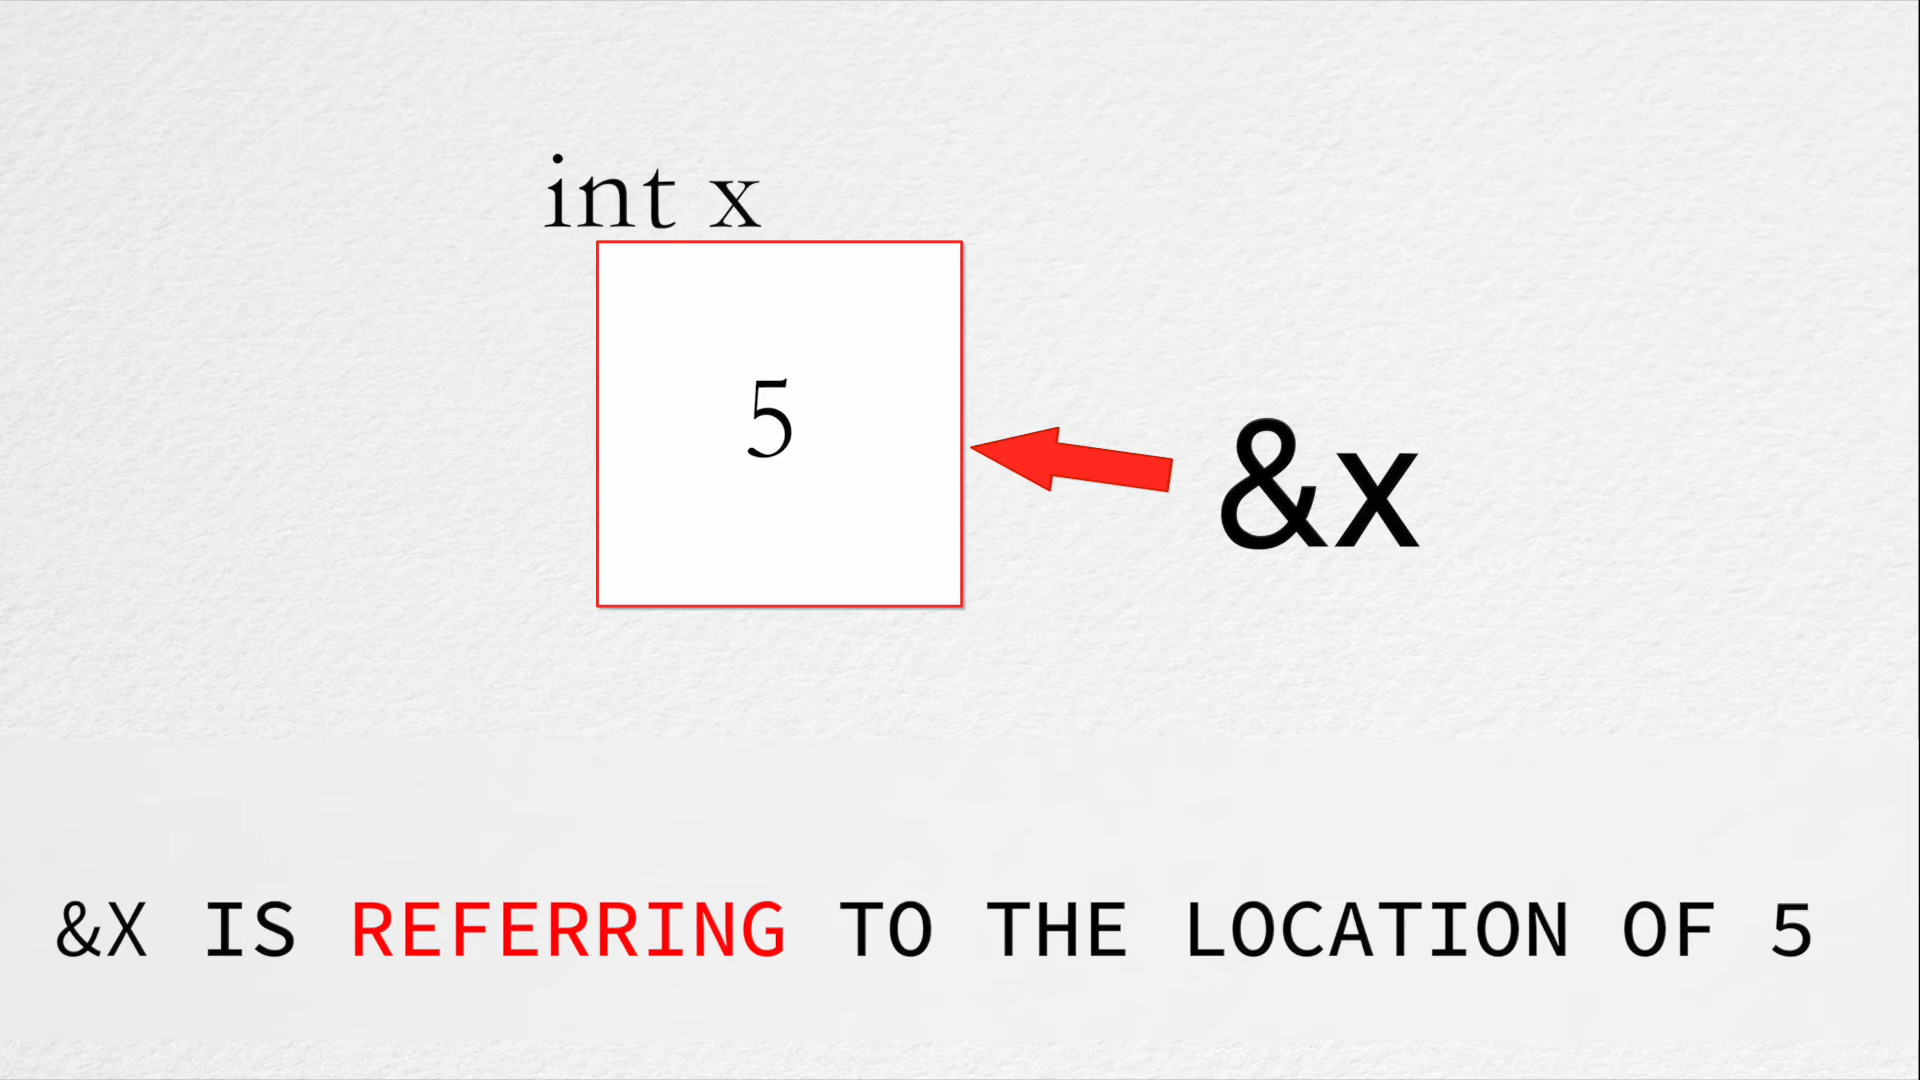 int x
5
&x
&X IS REFERRING TO THE LOCATION OF 5